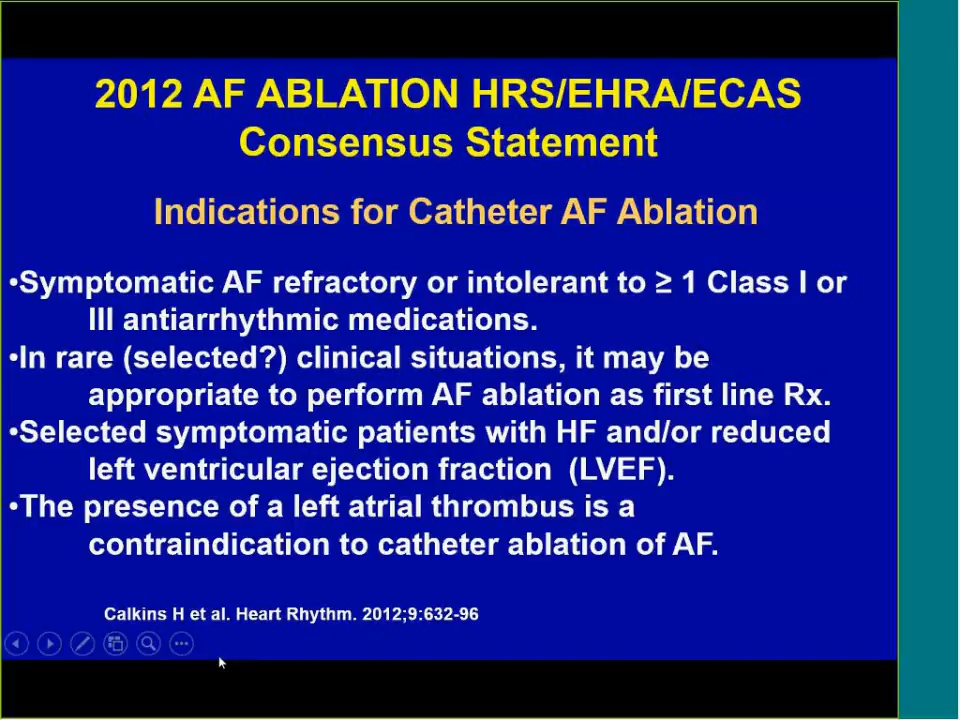 2012 AF ABLATION HRS/EHRA/ECAS
Consensus Statement
Indications for Catheter AF Ablation
•Symptomatic AF refractory or intolerant to ≥ 1 Class I or
III antiarrhythmic medications.
•In rare (selected?) clinical situations, it may be
appropriate to perform AF ablation as first line Rx.
•Selected symptomatic patients with HF and/or reduced
left ventricular ejection fraction (LVEF).
•The presence of a left atrial thrombus is a
contraindication to catheter ablation of AF.
Calkins H et al. Heart Rhythm. 2012;9:632-96